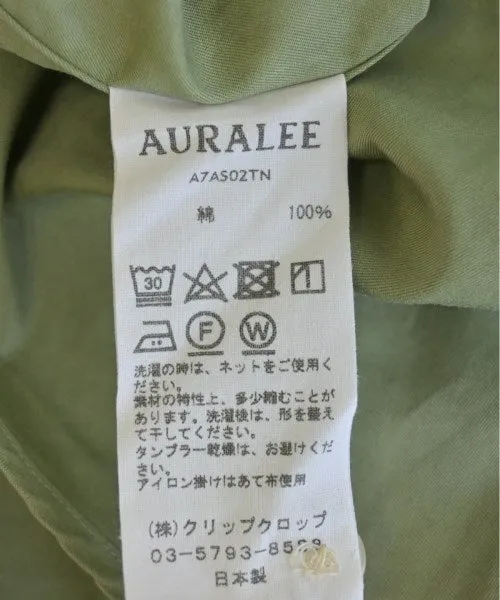 AURALEE
A7AS02TN
綿 100%
30
F W
洗濯の時は、ネットをご使用く
ださい。
素材の特性上、多少縮むことが
あります。洗濯後は、形を整え
て干してください。
タンブラー乾燥は、お避けくだ
さい。
アイロン掛けはあて布使用
(株)クリップクロップ
03-5793-8588
日本製